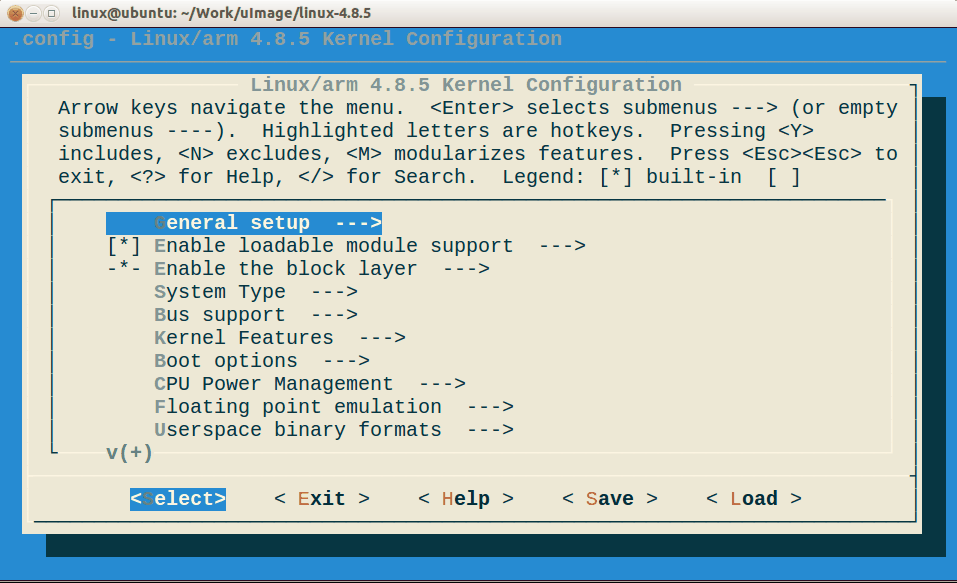 linux@ubuntu: ~/Work/uImage/linux-4.8.5
.config - Linux/arm 4.8.5 Kernel Configuration
Linux/arm 4.8.5 Kernel Configuration
Arrow keys navigate the menu.  <Enter> selects submenus ---> (or empty
submenus ----).  Highlighted letters are hotkeys.  Pressing <Y>
includes, <N> excludes, <M> modularizes features.  Press <Esc><Esc> to
exit, <?> for Help, </> for Search.  Legend: [*] built-in  [ ]
General setup  --->
[*] Enable loadable module support  --->
-*- Enable the block layer  --->
System Type  --->
Bus support  --->
Kernel Features  --->
Boot options  --->
CPU Power Management  --->
Floating point emulation  --->
Userspace binary formats  --->
v(+)
<Select>    < Exit >    < Help >    < Save >    < Load >